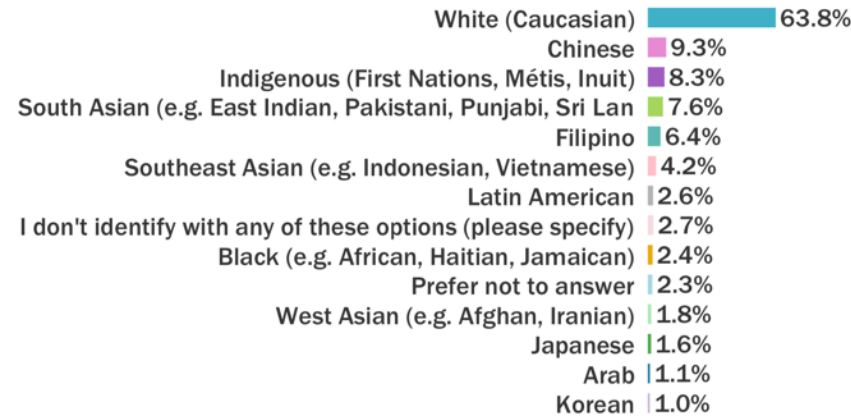 White (Caucasian) 63.8%
Chinese 9.3%
Indigenous (First Nations, Métis, Inuit) 8.3%
South Asian (e.g. East Indian, Pakistani, Punjabi, Sri Lan 7.6%
Filipino 6.4%
Southeast Asian (e.g. Indonesian, Vietnamese) 4.2%
Latin American 2.6%
I don't identify with any of these options (please specify) 2.7%
Black (e.g. African, Haitian, Jamaican) 2.4%
Prefer not to answer 2.3%
West Asian (e.g. Afghan, Iranian) 1.8%
Japanese 1.6%
Arab 1.1%
Korean 1.0%